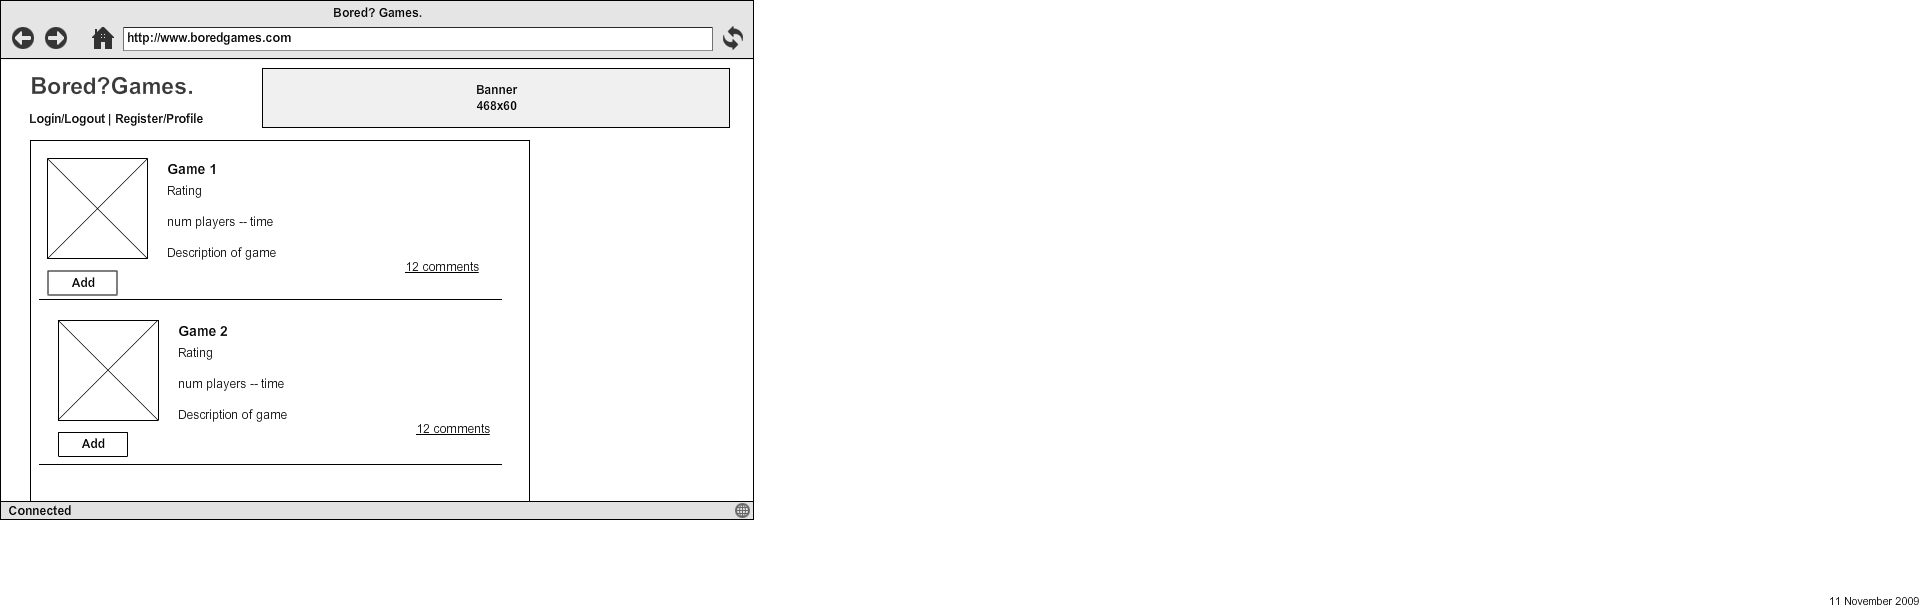 Bored? Games.
http://www.boredgames.com
Bored?Games.
Banner
468x60
Login/Logout | Register/Profile
Game 1
Rating
num players -- time
Description of game
12 comments
Add
Game 2
Rating
num players -- time
Description of game
12 comments
Add
Connected
11 November 2009